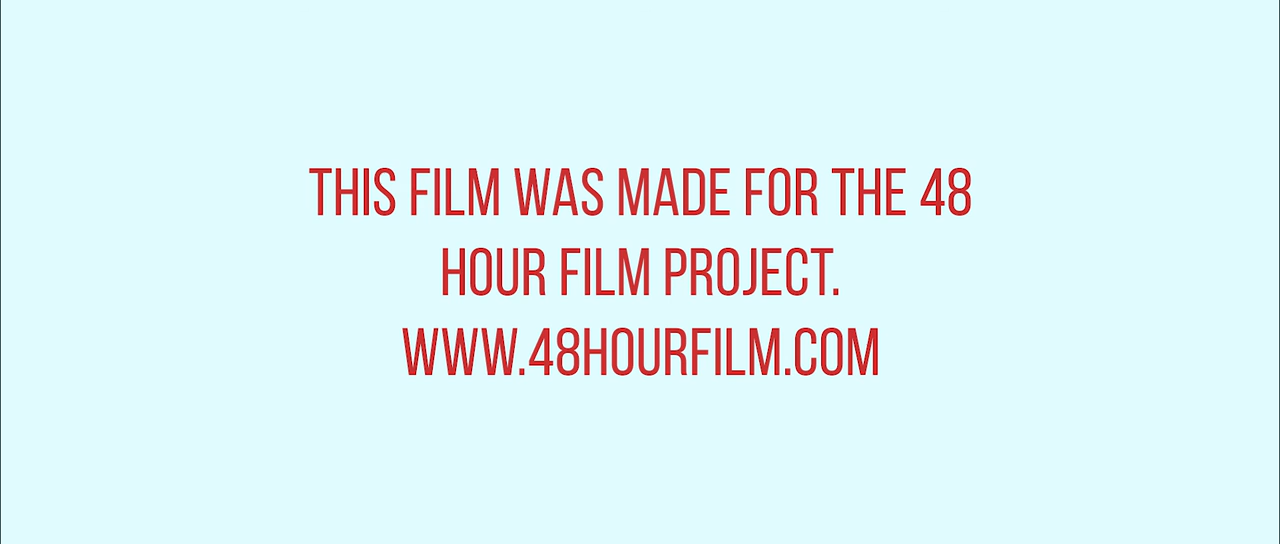 THIS FILM WAS MADE FOR THE 48
HOUR FILM PROJECT.
WWW.48HOURFILM.COM